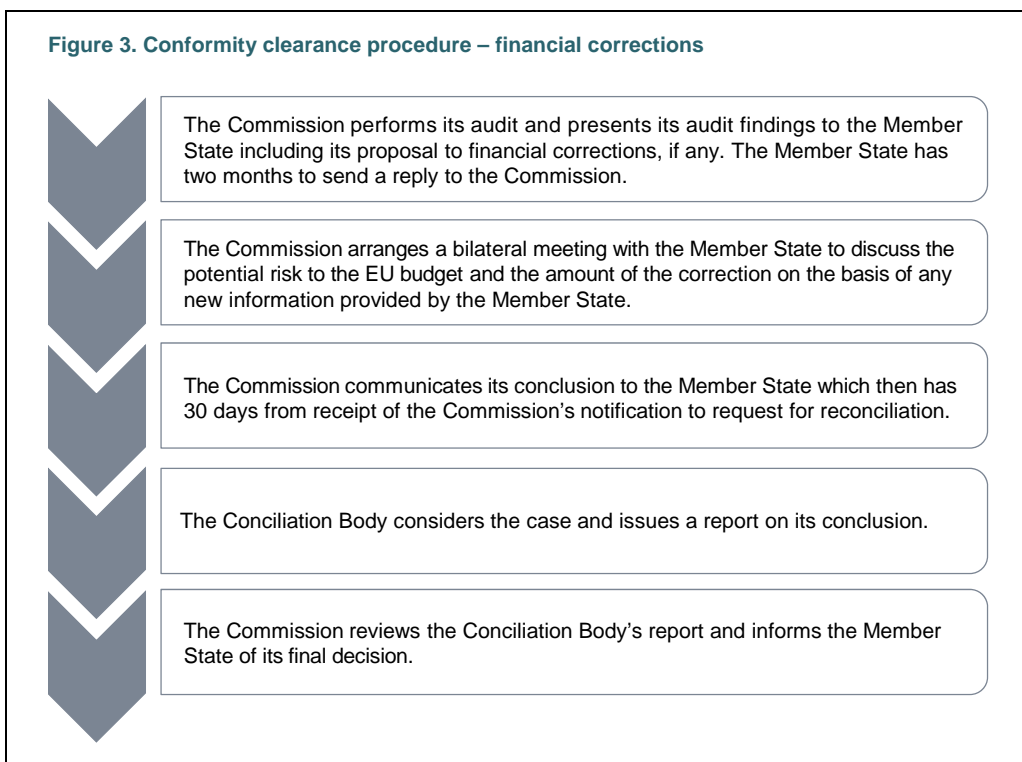 Figure 3. Conformity clearance procedure – financial corrections
The Commission performs its audit and presents its audit findings to the Member
State including its proposal to financial corrections, if any. The Member State has
two months to send a reply to the Commission.
The Commission arranges a bilateral meeting with the Member State to discuss the
potential risk to the EU budget and the amount of the correction on the basis of any
new information provided by the Member State.
The Commission communicates its conclusion to the Member State which then has
30 days from receipt of the Commission’s notification to request for reconciliation.
The Conciliation Body considers the case and issues a report on its conclusion.
The Commission reviews the Conciliation Body’s report and informs the Member
State of its final decision.